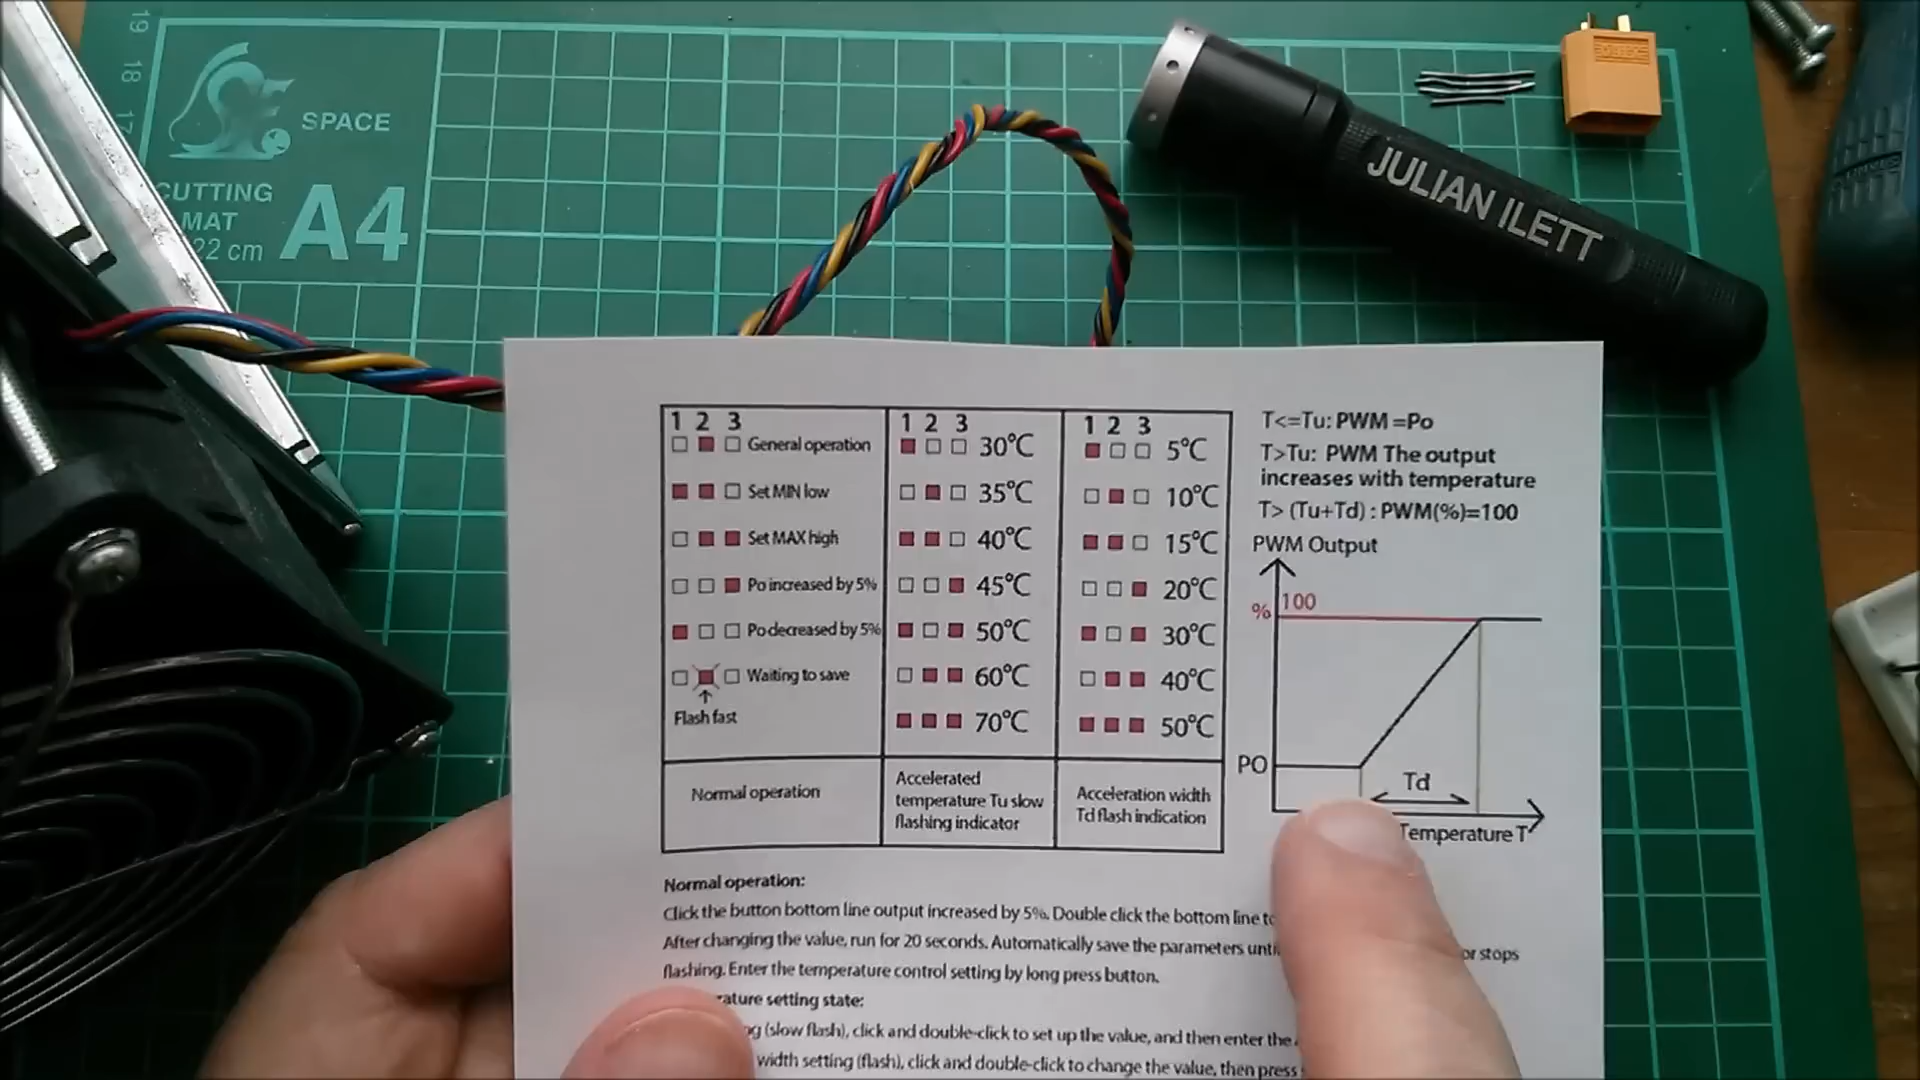 19
18
17
SPACE
CUTTING
MAT
22 cm
A4
JULIAN ILETT
1 2 3
General operation
Set MIN low
Set MAX high
Po increased by 5%
Po decreased by 5%
Waiting to save
Flash fast
Normal operation
1 2 3
30℃
35℃
40℃
45℃
50℃
60℃
70℃
Accelerated
temperature Tu slow
flashing indicator
1 2 3
5℃
10℃
15℃
20℃
30℃
40℃
50℃
Acceleration width
Td flash indication
T<=Tu: PWM =Po
T>Tu: PWM The output
increases with temperature
T> (Tu+Td) : PWM(%)=100
PWM Output
% 100
PO
Td
Temperature T
Normal operation:
Click the button bottom line output increased by 5%. Double click the bottom line
After changing the value, run for 20 seconds. Automatically save the parameters or stops
flashing. Enter the temperature control setting by long press button.
setting state:
(slow flash), click and double-click to set up the value, and then enter the
width setting (flash), click and double-click to change the value, then press